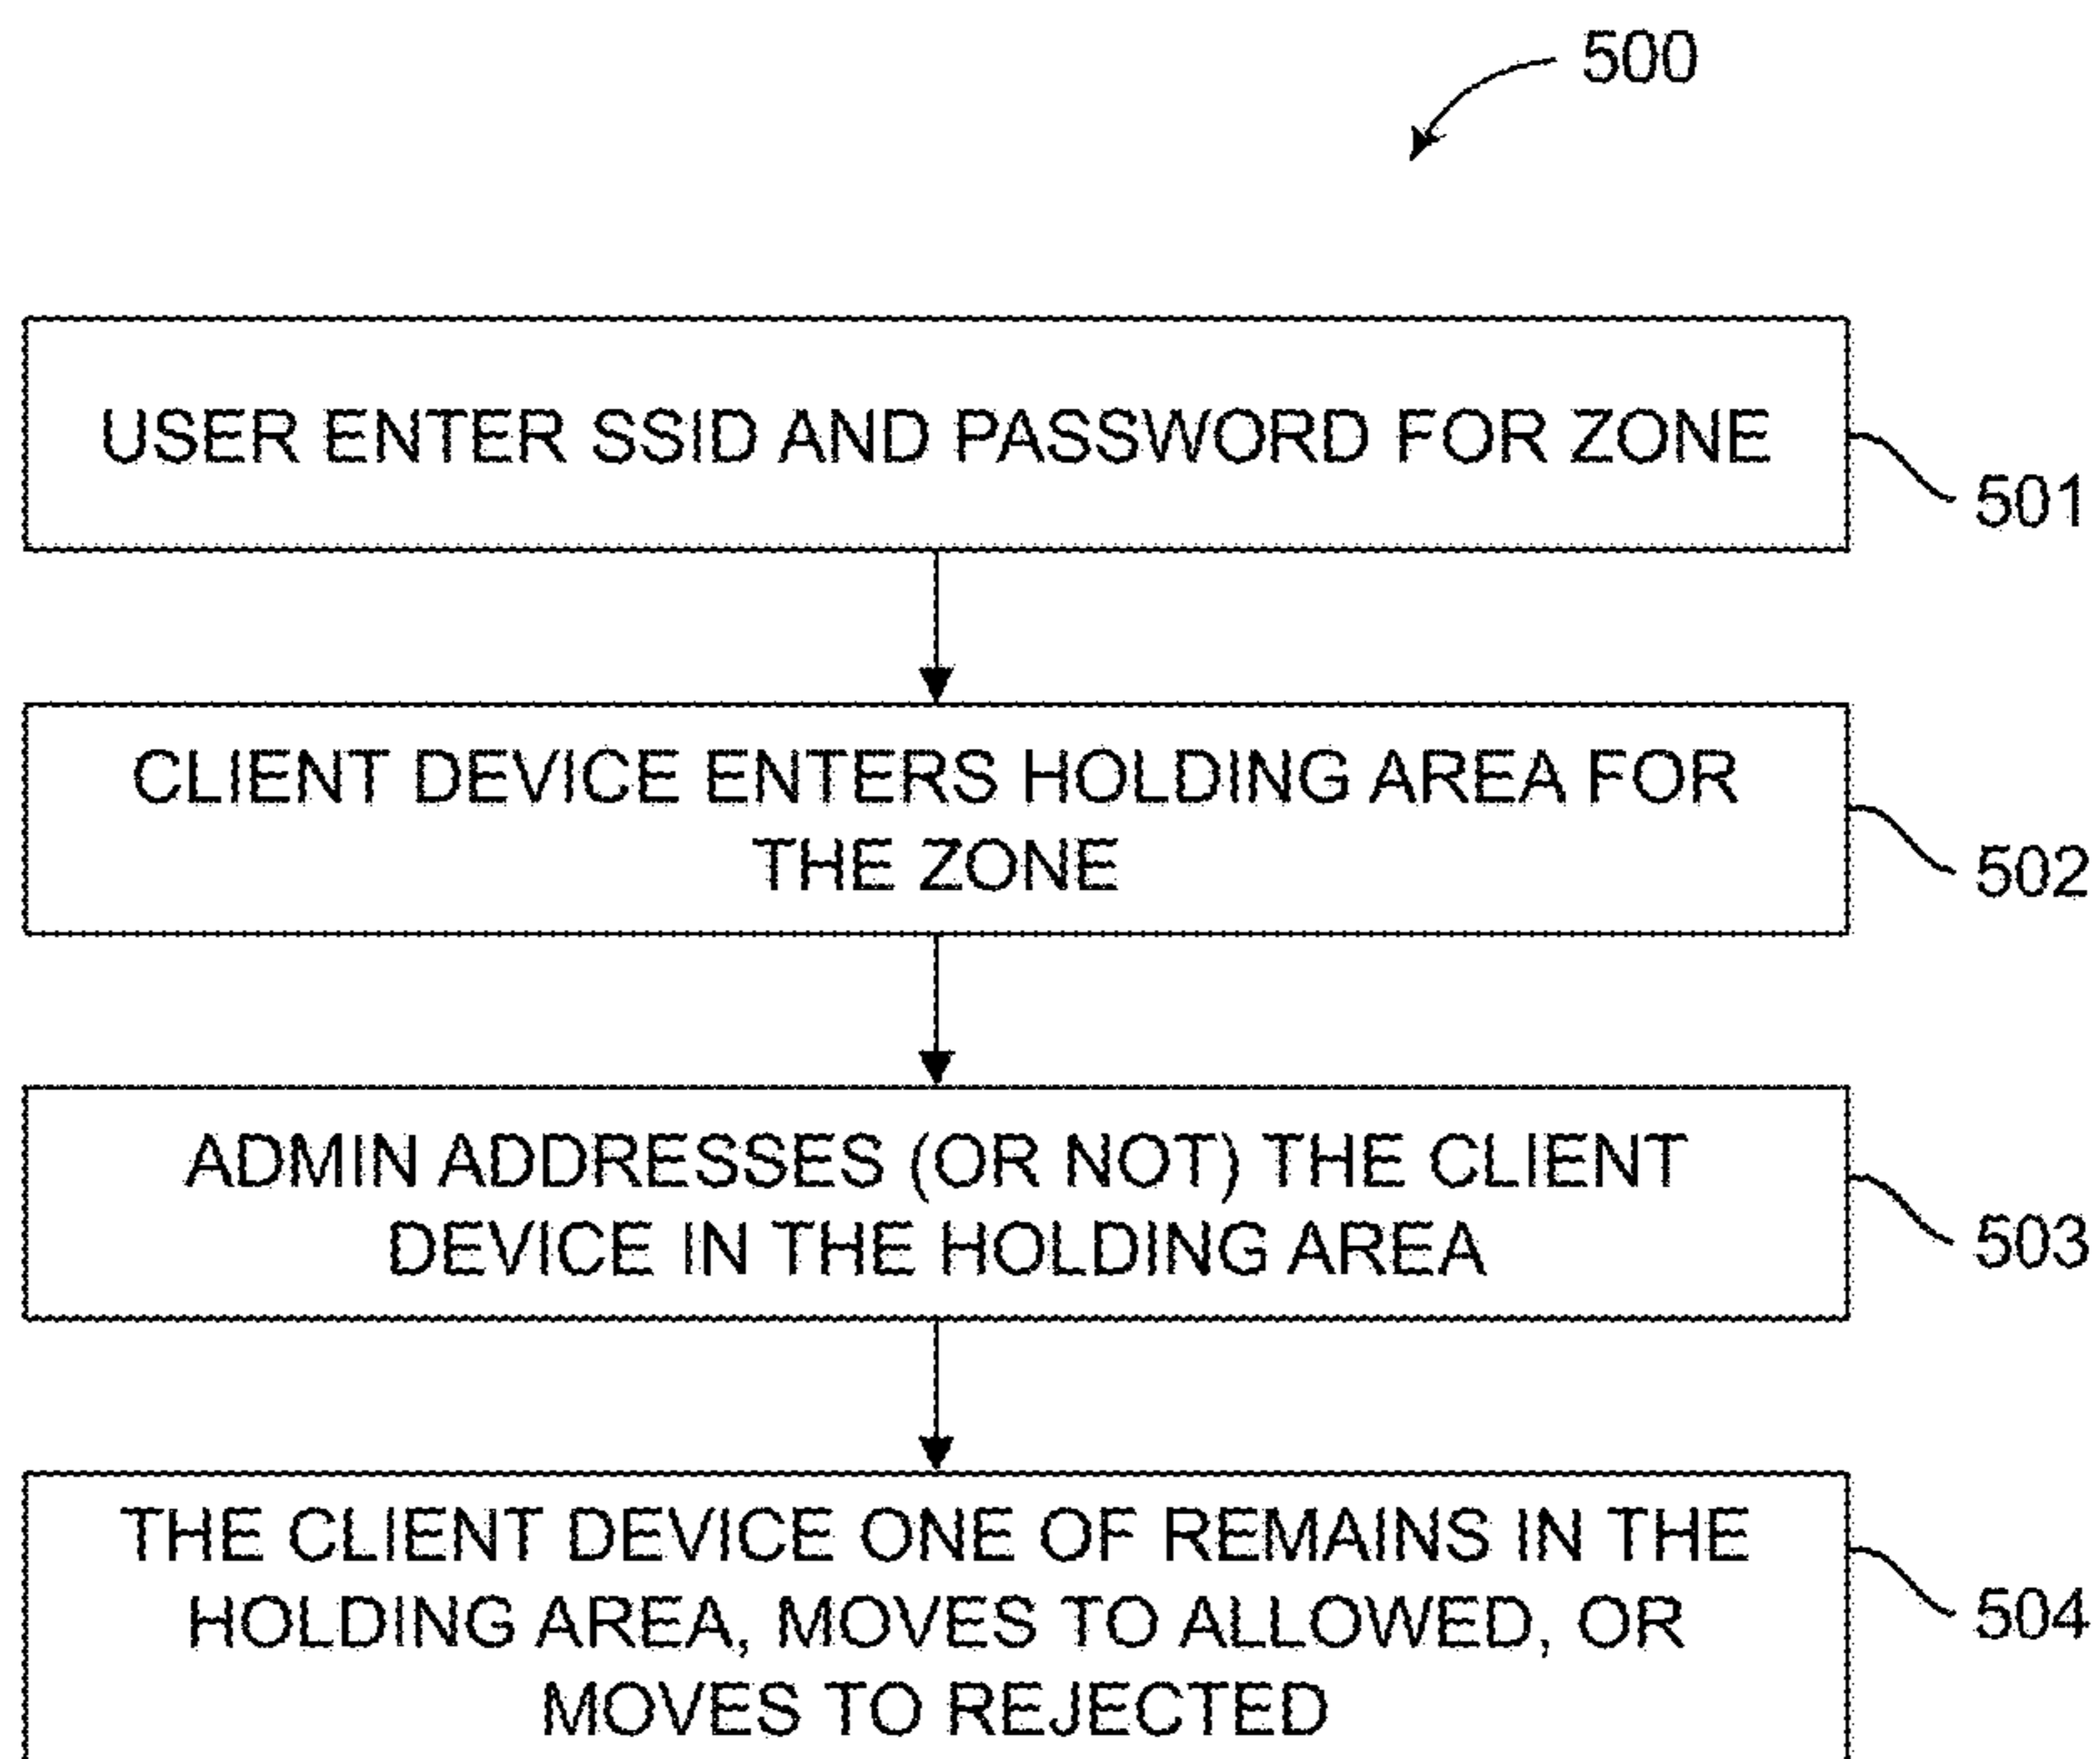 500
USER ENTER SSID AND PASSWORD FOR ZONE
501
CLIENT DEVICE ENTERS HOLDING AREA FOR
THE ZONE
502
ADMIN ADDRESSES (OR NOT) THE CLIENT
DEVICE IN THE HOLDING AREA
503
THE CLIENT DEVICE ONE OF REMAINS IN THE
HOLDING AREA, MOVES TO ALLOWED, OR
MOVES TO REJECTED
504